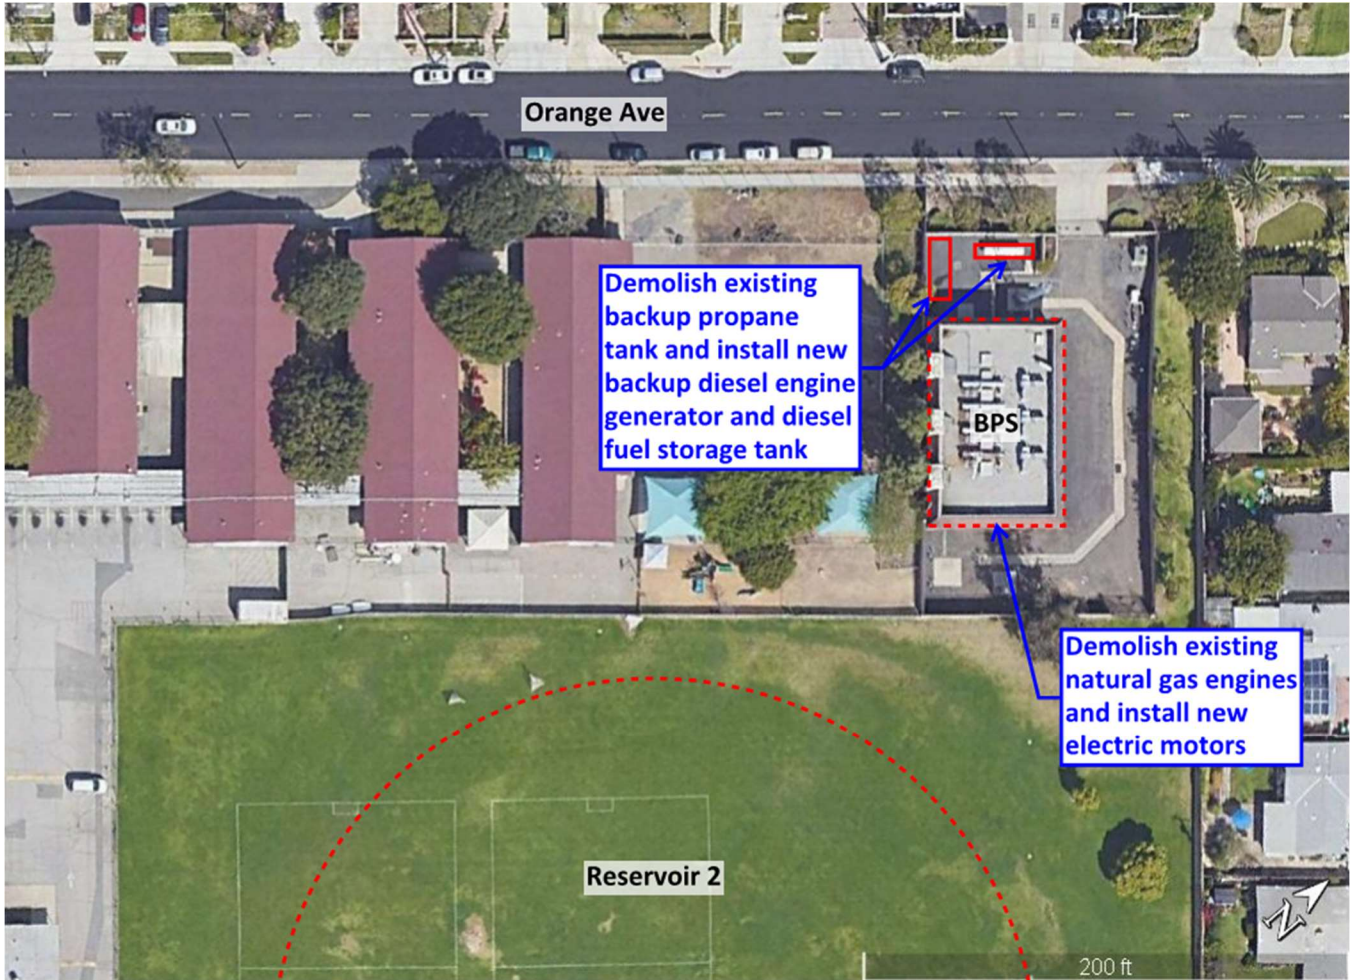 Orange Ave
Demolish existing
backup propane
tank and install new
backup diesel engine
generator and diesel
fuel storage tank
BPS
Demolish existing
natural gas engines
and install new
electric motors
Reservoir 2
N
200 ft